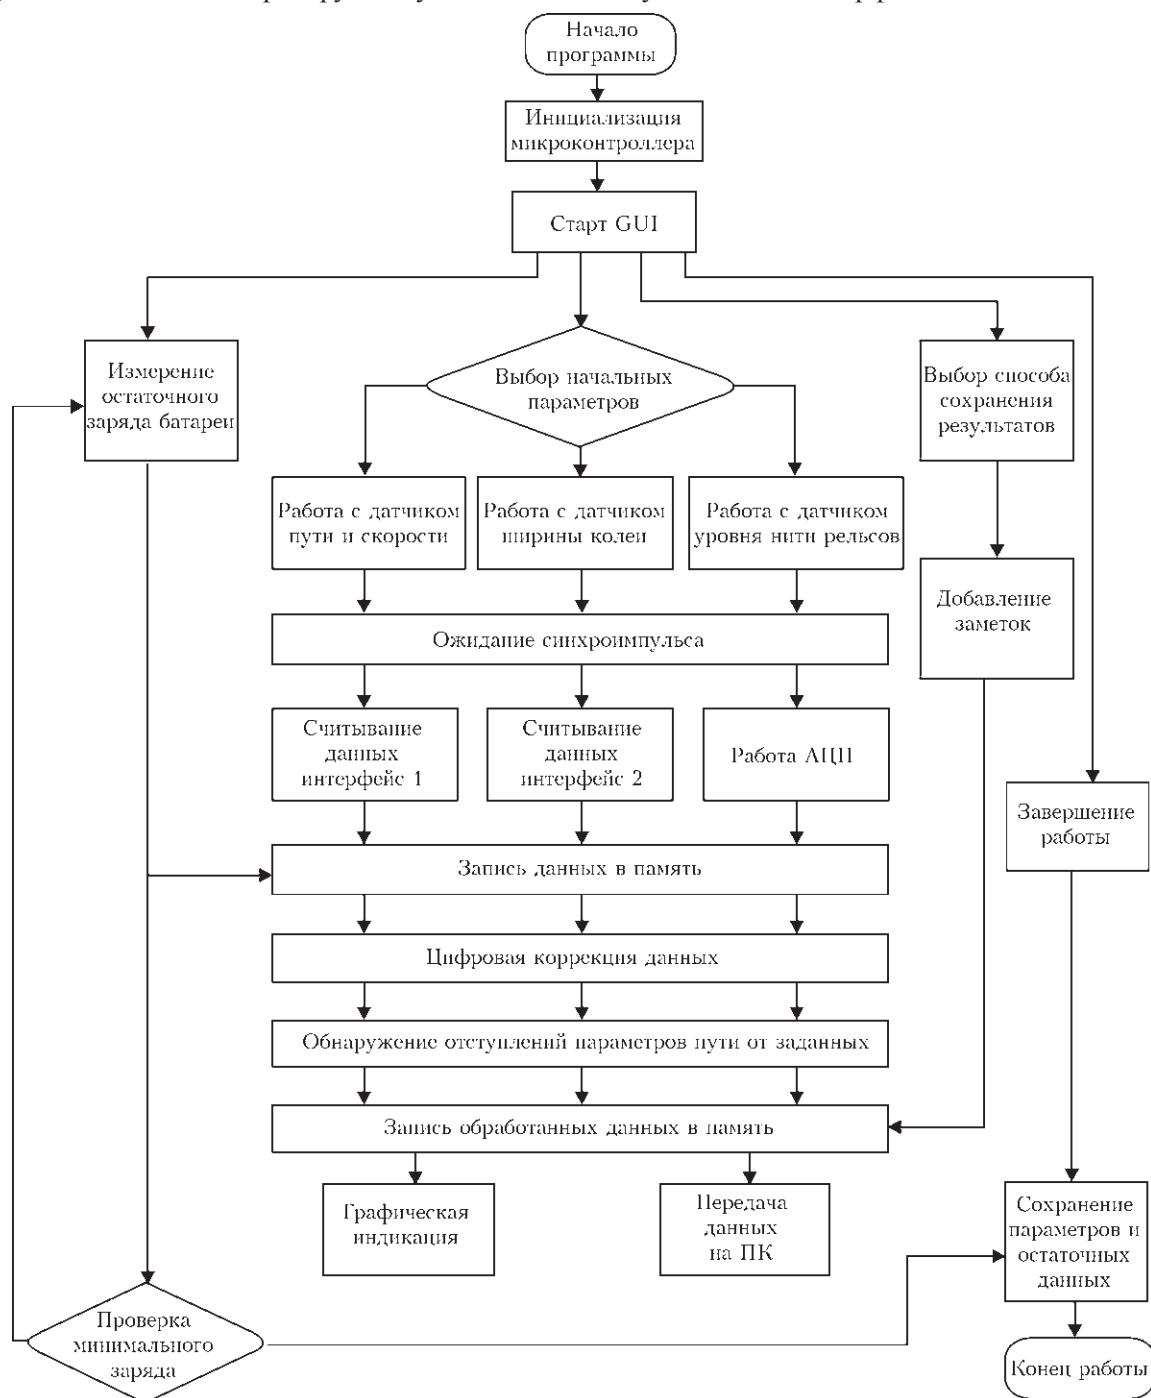 Начало
программы
Инициализация
микроконтроллера
Старт GUI
Измерение
остаточного
заряда батареи
Выбор начальных
параметров
Выбор способа
сохранения
результатов
Работа с датчиком
пути и скорости
Работа с датчиком
ширины колеи
Работа с датчиком
уровня нити рельсов
Добавление
заметок
Ожидание синхроимпульса
Считывание
данных
интерфейс 1
Считывание
данных
интерфейс 2
Работа АЦП
Завершение
работы
Запись данных в память
Цифровая коррекция данных
Обнаружение отступлений параметров пути от заданных
Запись обработанных данных в память
Графическая
индикация
Передача
данных
на ПК
Сохранение
параметров и
остаточных
данных
Проверка
минимального
заряда
Конец работы